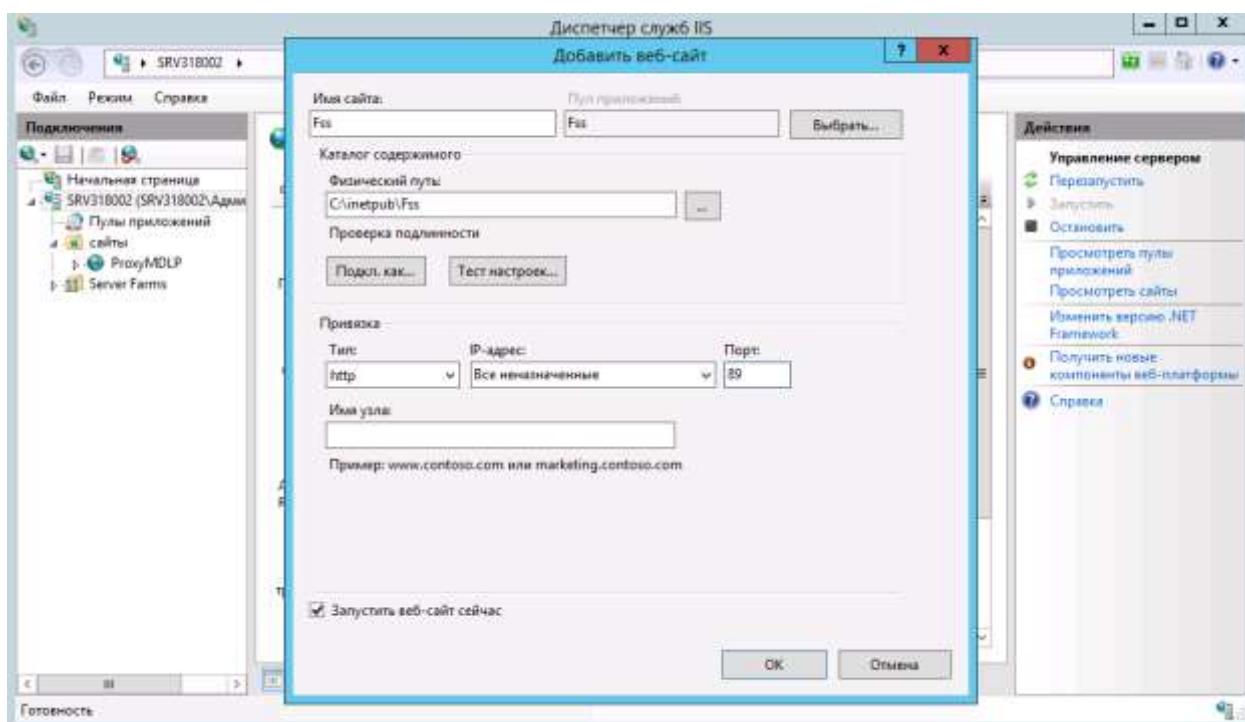 Диспетчер служб IIS
Добавить веб-сайт
SRV318002
Файл Режим Справка
Подключения
Начальная страница
SRV318002 (SRV318002\Админ
Пулы приложений
сайты
ProxyMDLP
Server Farms
Имя сайта:
Пул приложений:
Fss
Fss
Выбрать...
Каталог содержимого
Физический путь:
C:\inetpub\Fss
...
Проверка подлинности
Подкл. как...
Тест настроек...
Привязка
Тип:
IP-адрес:
Порт:
http
Все неназначенные
89
Имя узла:
Пример: www.contoso.com или marketing.contoso.com
Запустить веб-сайт сейчас
OK
Отмена
Действия
Управление сервером
Перезапустить
Запустить
Остановить
Просмотреть пулы
приложений
Просмотреть сайты
Изменить версию .NET
Framework
Получить новые
компоненты веб-платформы
Справка
Готовность